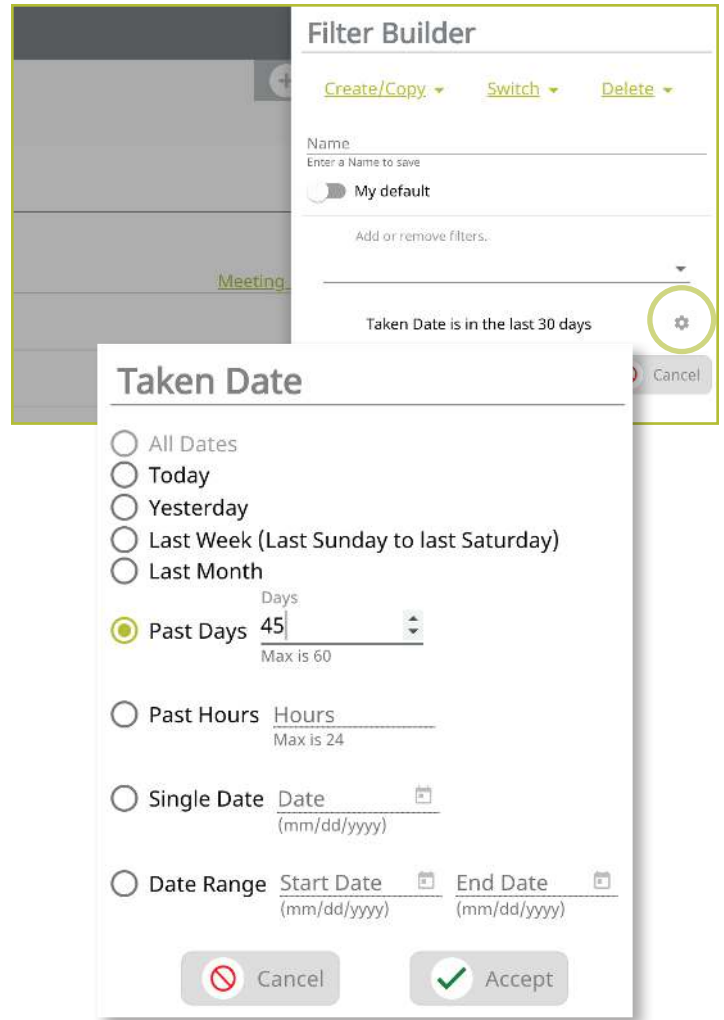 Filter Builder
Create/Copy Switch Delete
Name
Enter a Name to save
My default
Add or remove filters.
Meeting
Taken Date is in the last 30 days
Cancel
Taken Date
All Dates
Today
Yesterday
Last Week (Last Sunday to last Saturday)
Last Month
Days
Past Days 45
Max is 60
Past Hours Hours
Max is 24
Single Date Date
(mm/dd/yyyy)
Date Range Start Date End Date
(mm/dd/yyyy) (mm/dd/yyyy)
Cancel Accept